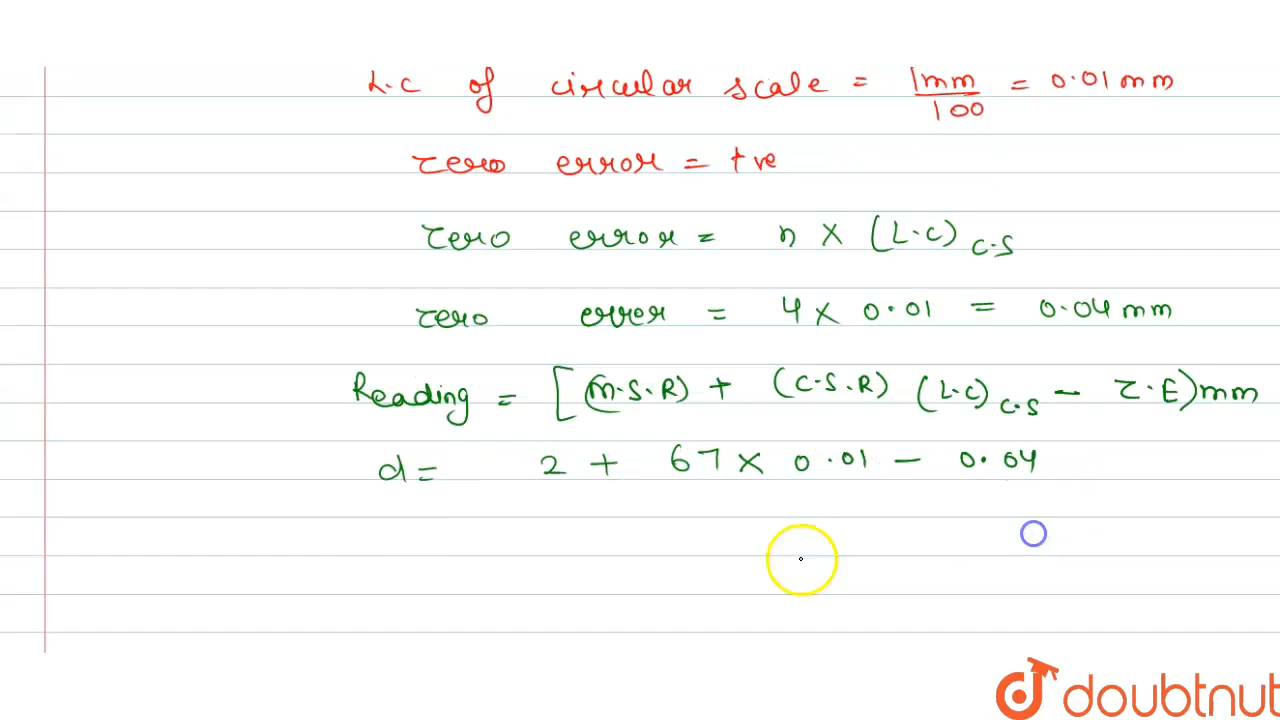 L.C of circular scale = 1mm/100 = 0.01 mm
zero error = +ve
zero error = n X (L.C) C.S
zero error = 4 X 0.01 = 0.04 mm
Reading = [(M.S.R) + (C.S.R) (L.C) C.S - Z.E) mm
d = 2 + 67 X 0.01 - 0.04
doubtnut